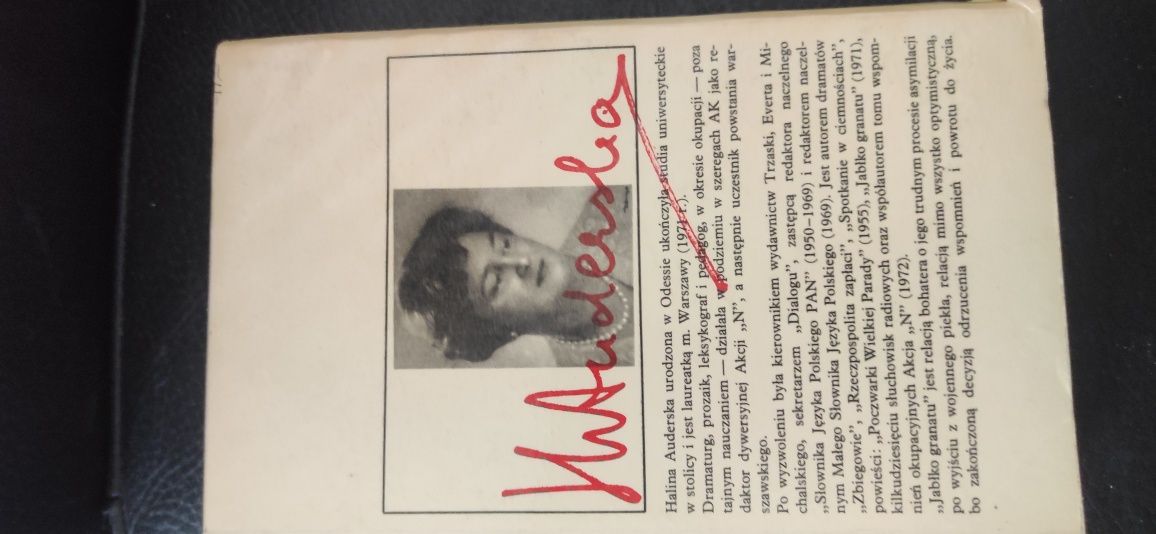 HAuderska
Halina Auderska urodzona w Odessie ukończyła studia uniwersyteckie
w stolicy i jest laureatką m. Warszawy (1971 r.).
Dramaturg, prozaik, leksykograf i pedagog, w okresie okupacji — poza
tajnym nauczaniem — działała w podziemiu w szeregach AK jako re-
daktor dywersyjnej Akcji „N”, a następnie uczestnik powstania war-
szawskiego.
Po wyzwoleniu była kierownikiem wydawnictw Trzaski, Everta i Mi-
chalskiego, sekretarzem „Dialogu”, zastępcą redaktora naczelnego
„Słownika Języka Polskiego PAN” (1950–1969) i redaktorem naczel-
nym Małego Słownika Języka Polskiego (1969). Jest autorem dramatów
„Zbiegowie”, „Rzeczpospolita zapłaci”, „Spotkanie w ciemnościach”,
powieści: „Poczwarki Wielkiej Parady” (1955), „Jabłko granatu” (1971),
kilkudziesięciu słuchowisk radiowych oraz współautorem tomu wspom-
nień okupacyjnych Akcja „N” (1972).
„Jabłko granatu” jest relacją bohatera o jego trudnym procesie asymilacji
po wyjściu z wojennego piekła, relacją mimo wszystko optymistyczną,
bo zakończoną decyzją odrzucenia wspomnień i powrotu do życia.